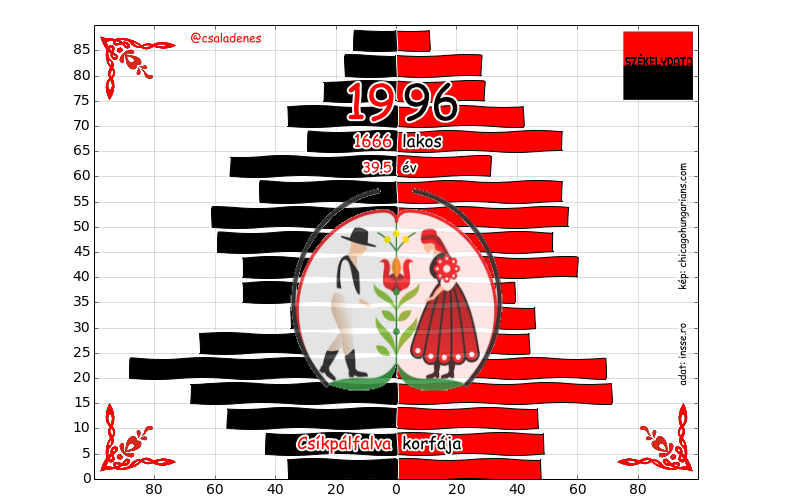 @csaladenes
SZÉKELYDATA
1996
1666 lakos
39.5 év
kép: chicagohungarians.com
adat: insse.ro
Csíkpálfalva korfája
85
80
75
70
65
60
55
50
45
40
35
30
25
20
15
10
5
0
80 60 40 20 0 20 40 60 80